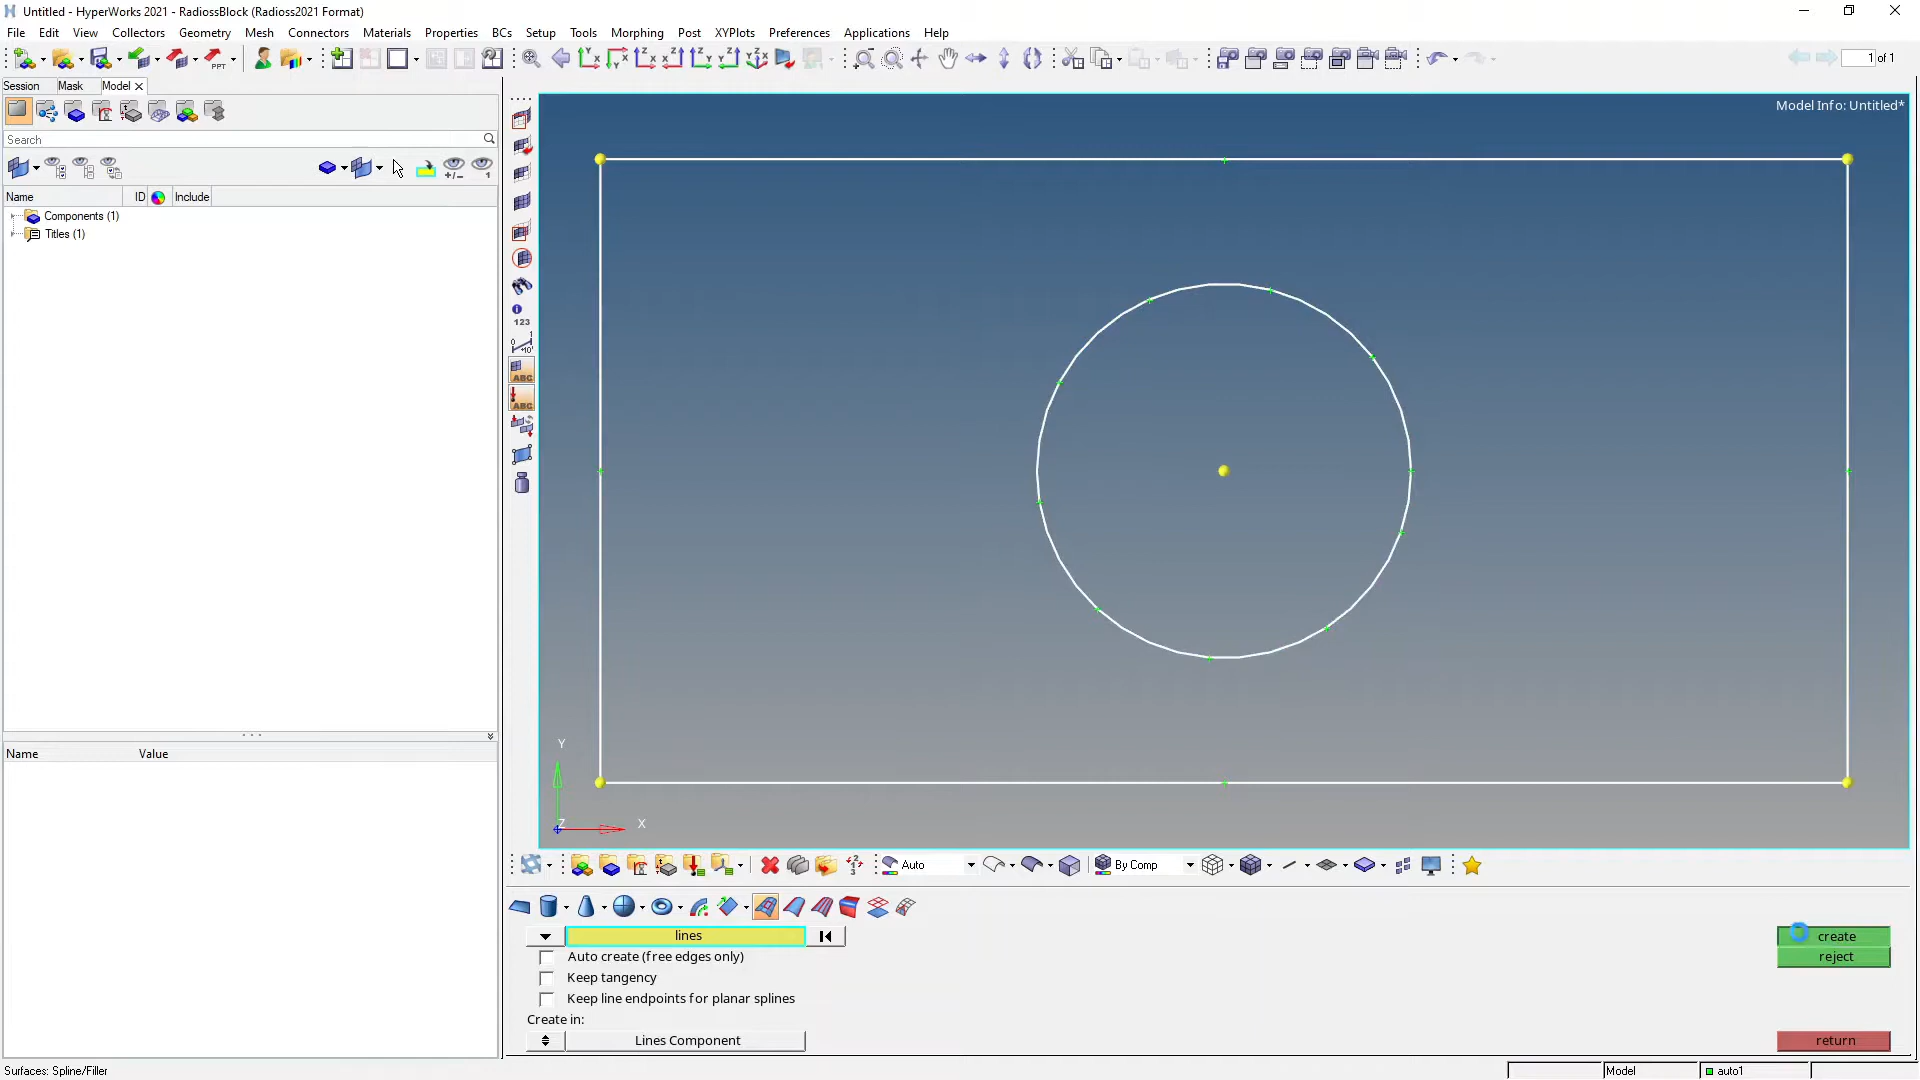 Untitled - HyperWorks 2021 - RadiossBlock (Radioss2021 Format)
File Edit View Collectors Geometry Mesh Connectors Materials Properties BCs Setup Tools Morphing Post XYPlots Preferences Applications Help
1 of 1
Session Mask Model
Model Info: Untitled*
Search
Name ID Include
Components (1)
Titles (1)
123
ABC
ABC
Name Value
Y
Z X
Auto By Comp
lines create
Auto create (free edges only) reject
Keep tangency
Keep line endpoints for planar splines
Create in:
Lines Component return
Surfaces: Spline/Filler Model auto1